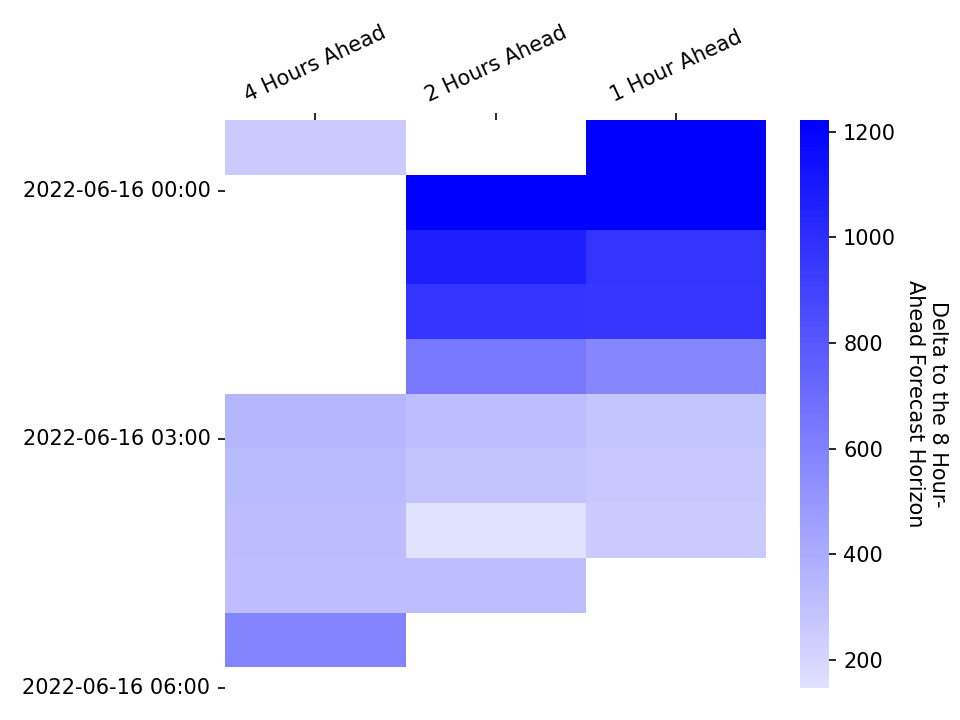 4 Hours Ahead
2 Hours Ahead
1 Hour Ahead
2022-06-16 00:00
2022-06-16 03:00
2022-06-16 06:00
1200
1000
800
600
400
200
Delta to the 8 Hour-
Ahead Forecast Horizon